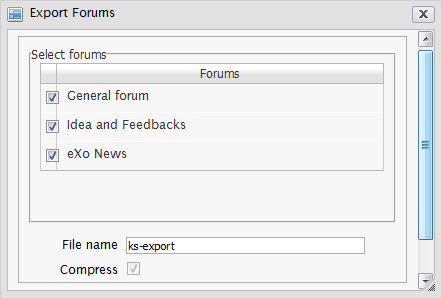 Export Forums
Select forums
Forums
General forum
Idea and Feedbacks
eXo News
File name ks-export
Compress